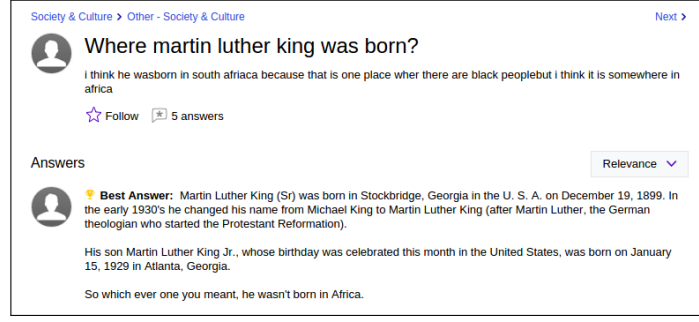 Society & Culture > Other - Society & Culture Next >
Where martin luther king was born?
i think he wasborn in south afriaca because that is one place wher there are black peoplebut i think it is somewhere in
africa
Follow 5 answers
Answers
Relevance
Best Answer: Martin Luther King (Sr) was born in Stockbridge, Georgia in the U. S. A. on December 19, 1899. In
the early 1930's he changed his name from Michael King to Martin Luther King (after Martin Luther, the German
theologian who started the Protestant Reformation).
His son Martin Luther King Jr., whose birthday was celebrated this month in the United States, was born on January
15, 1929 in Atlanta, Georgia.
So which ever one you meant, he wasn't born in Africa.